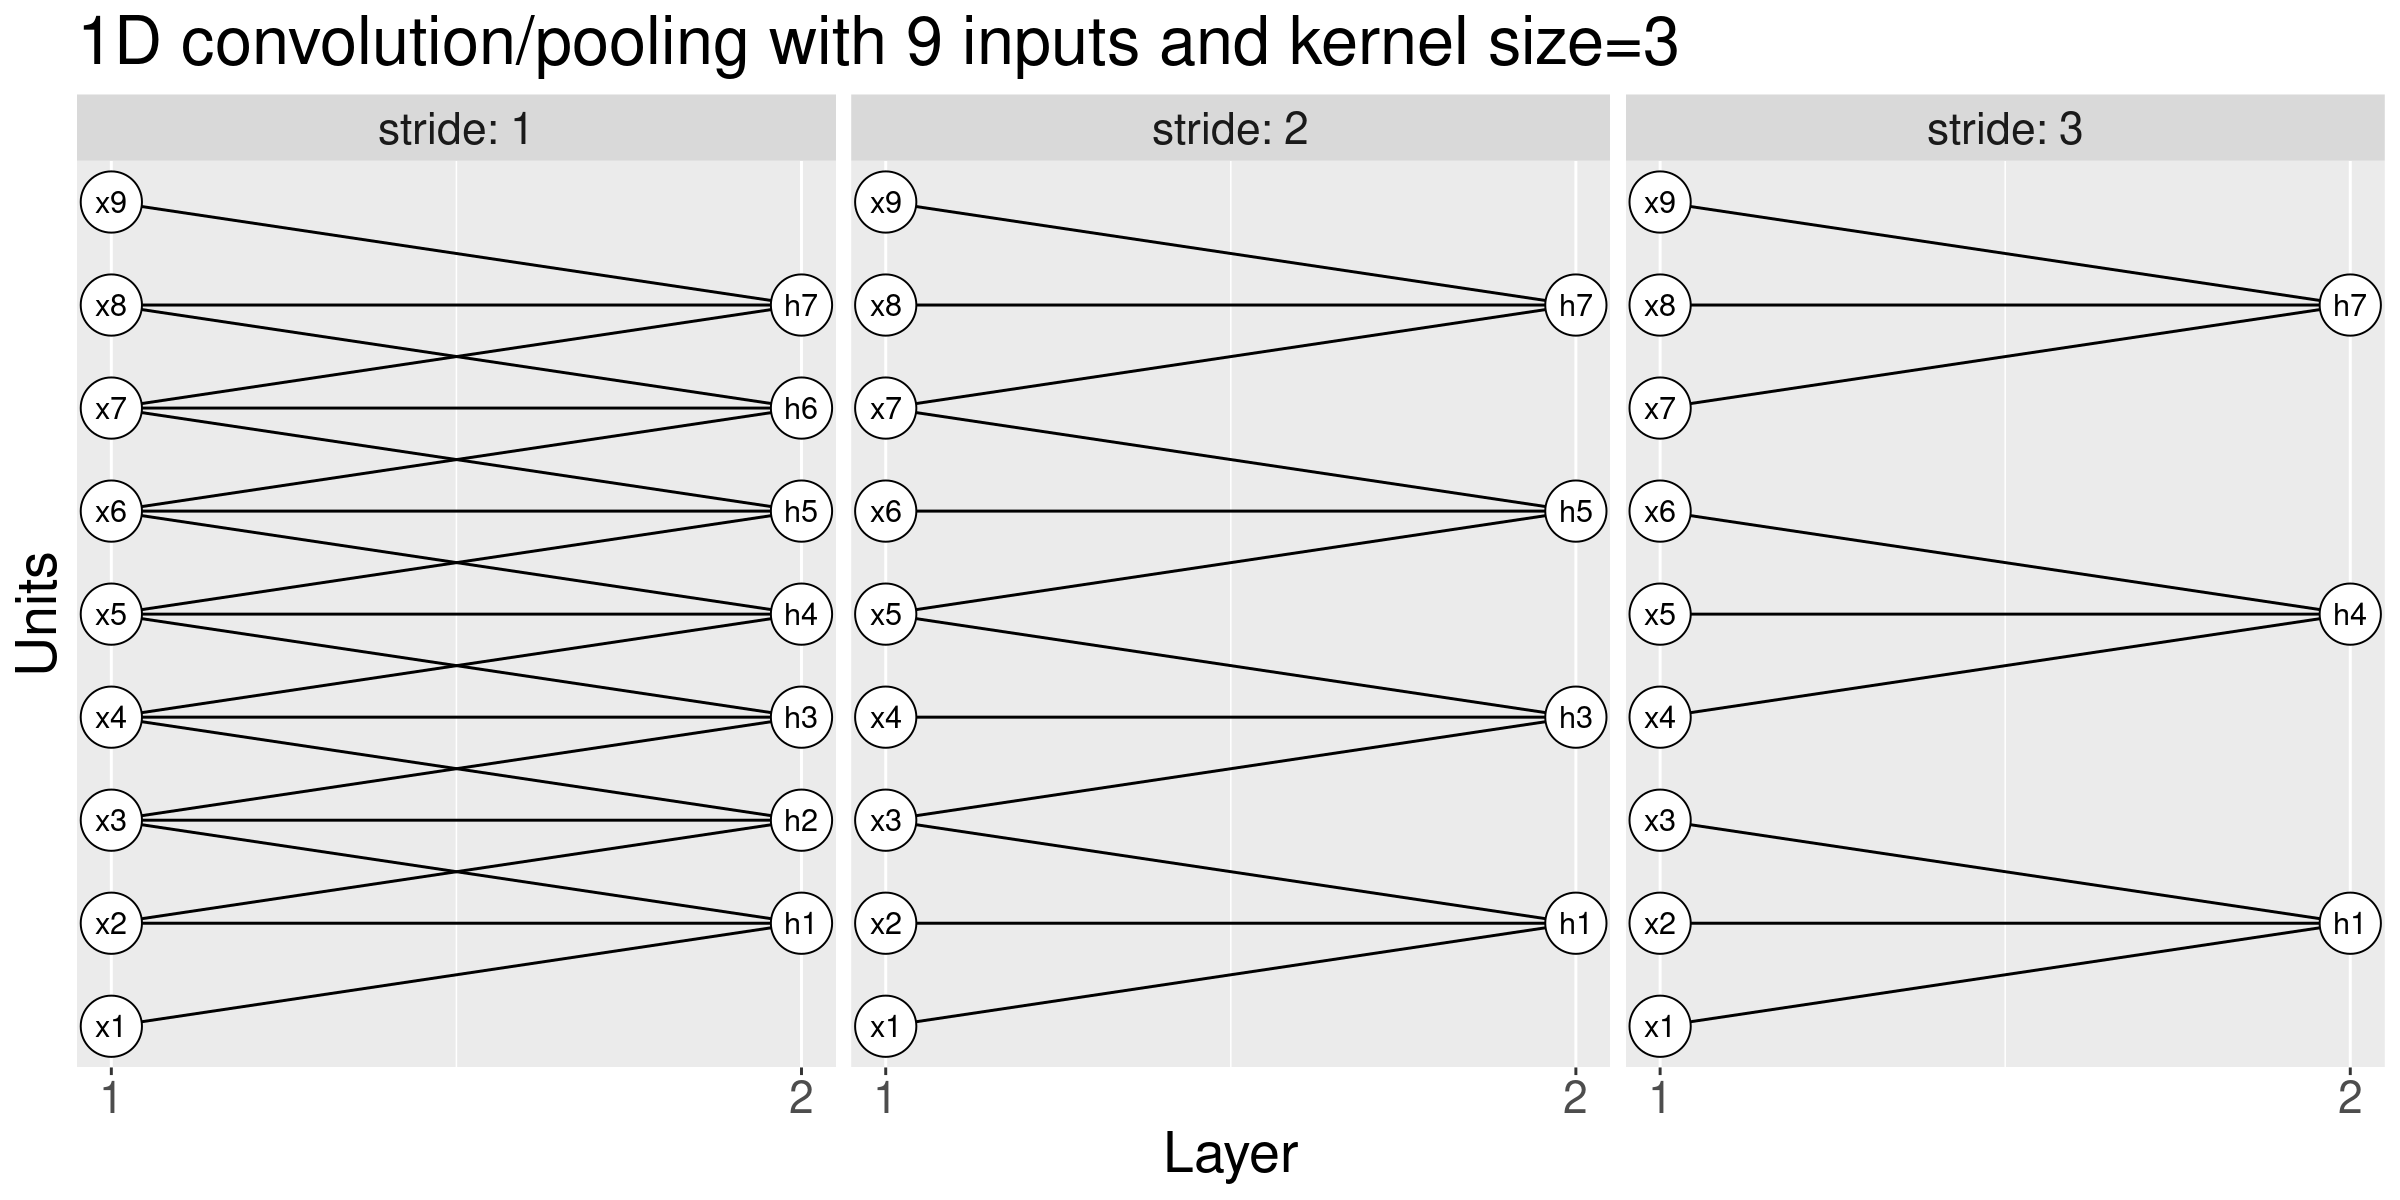 1D convolution/pooling with 9 inputs and kernel size=3
stride: 1
stride: 2
stride: 3
Units
x9
x8
h7
x7
h6
x6
h5
x5
h4
x4
h3
x3
h2
x2
h1
x1
x9
x8
h7
x7
x6
h5
x5
x4
h3
x3
x2
h1
x1
x9
x8
h7
x7
x6
x5
h4
x4
x3
x2
h1
x1
1 2
1 2
1 2
Layer